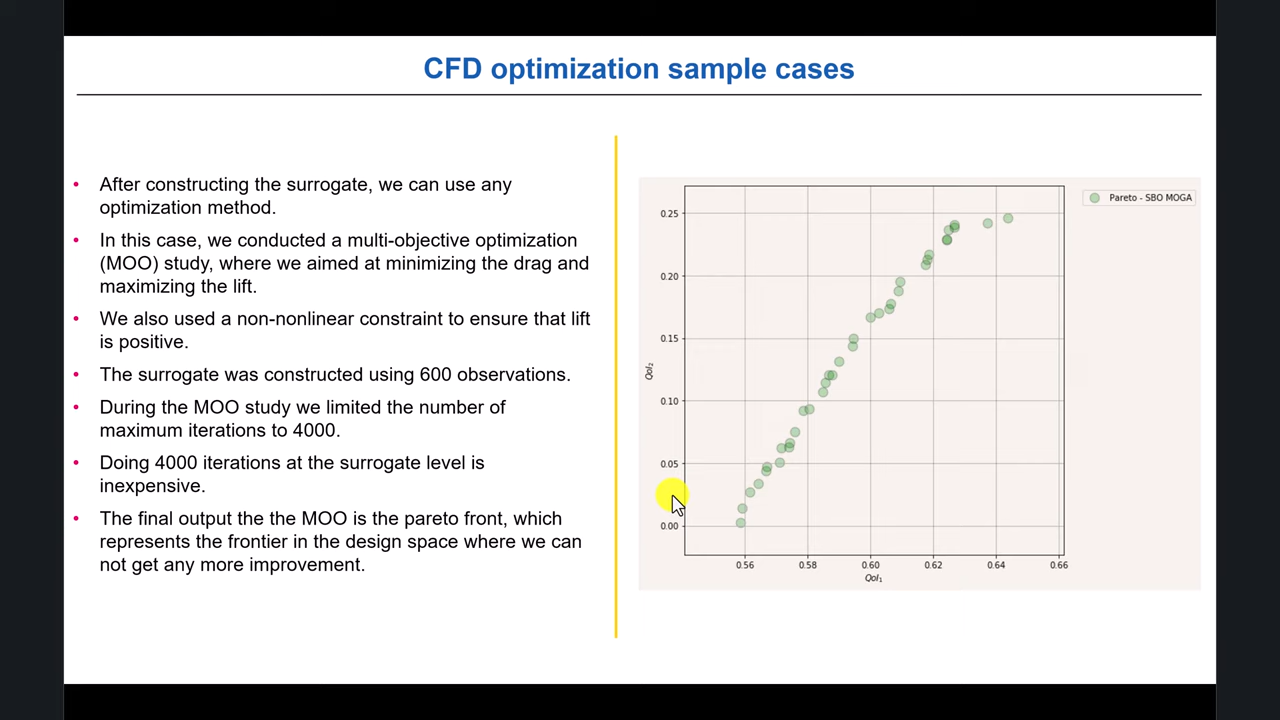 CFD optimization sample cases
• After constructing the surrogate, we can use any
optimization method.
• In this case, we conducted a multi-objective optimization
(MOO) study, where we aimed at minimizing the drag and
maximizing the lift.
• We also used a non-nonlinear constraint to ensure that lift
is positive.
• The surrogate was constructed using 600 observations.
• During the MOO study we limited the number of
maximum iterations to 4000.
• Doing 4000 iterations at the surrogate level is
inexpensive.
• The final output the the MOO is the pareto front, which
represents the frontier in the design space where we can
not get any more improvement.
Pareto - SBO MOGA
0.25
0.20
0.15
0.10
0.05
0.00
QoI₂
0.56 0.58 0.60 0.62 0.64 0.66
QoI₁